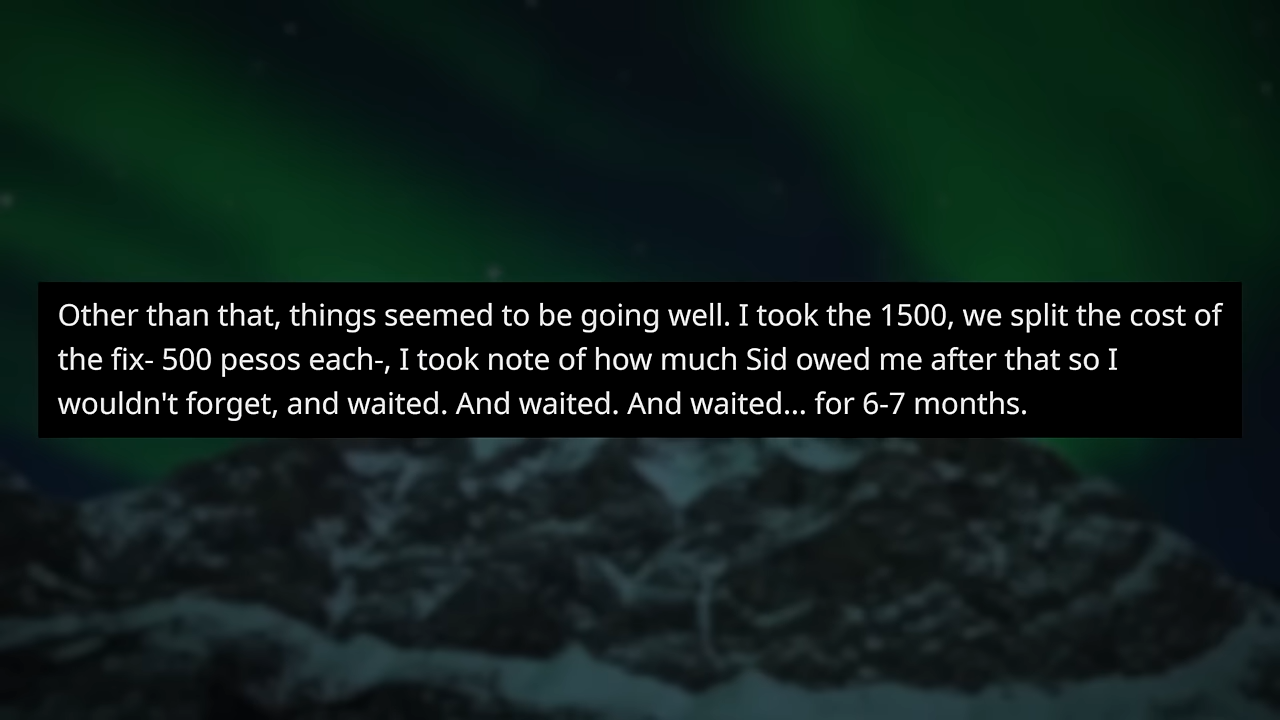 Other than that, things seemed to be going well. I took the 1500, we split the cost of
the fix- 500 pesos each-, I took note of how much Sid owed me after that so I
wouldn't forget, and waited. And waited. And waited... for 6-7 months.